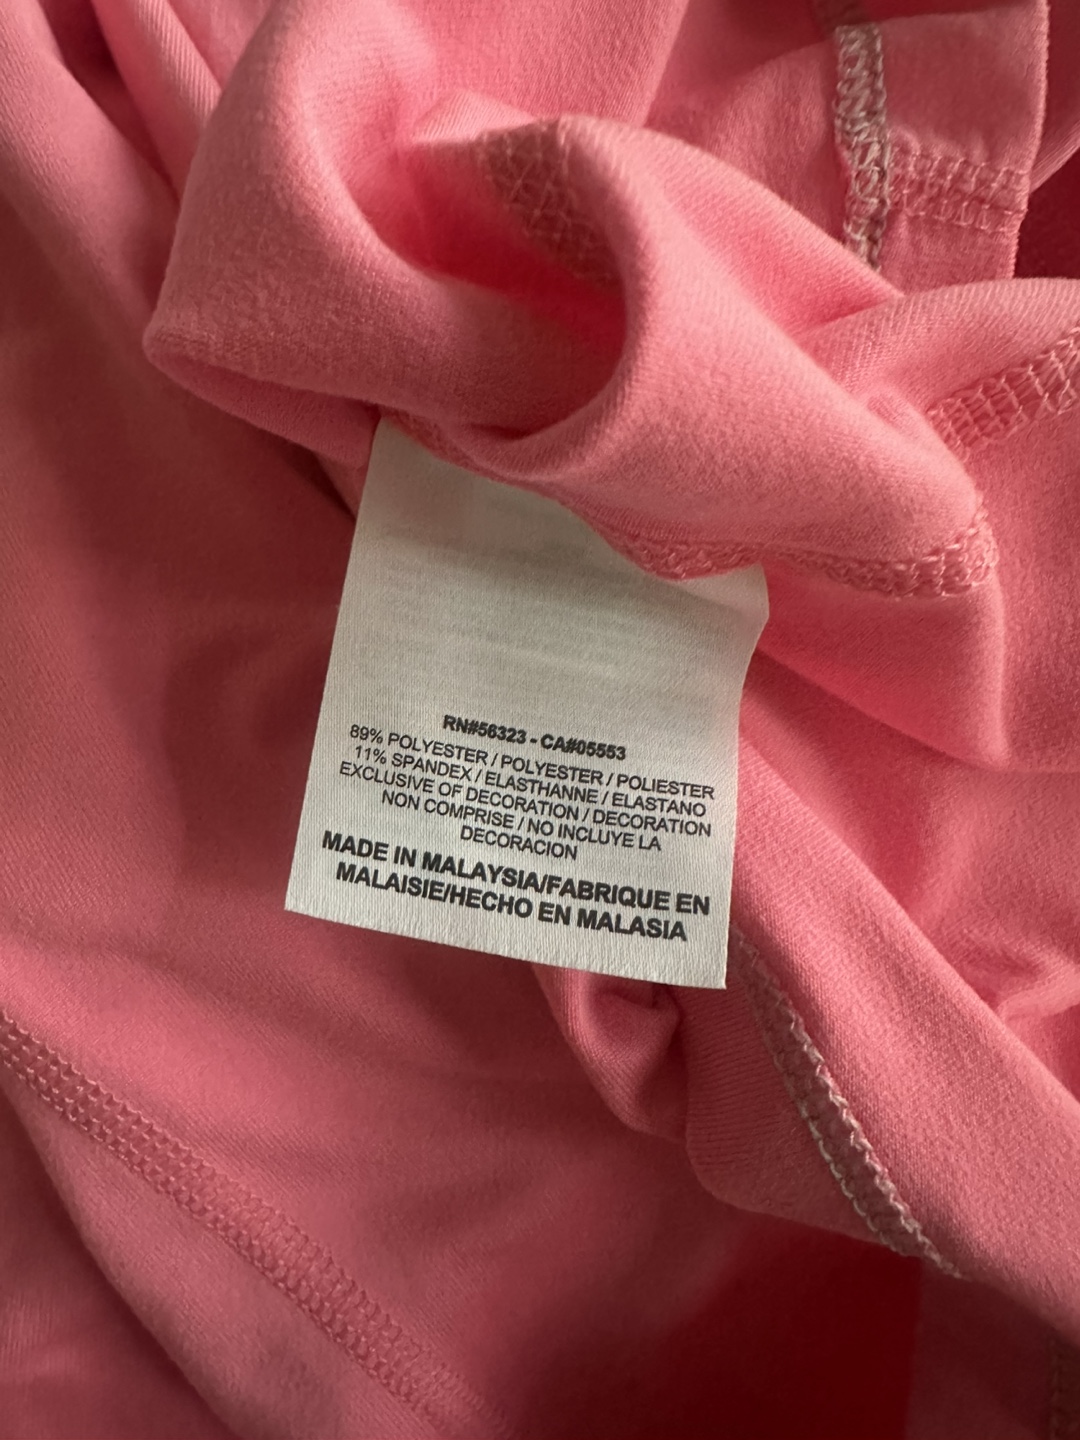 RN#56323 - CA#05553
89% POLYESTER / POLYESTER / POLIESTER
11% SPANDEX / ELASTHANNE / ELASTANO
EXCLUSIVE OF DECORATION / DECORATION
NON COMPRISE / NO INCLUYE LA
DECORACION
MADE IN MALAYSIA/FABRIQUE EN
MALAISIE/HECHO EN MALASIA